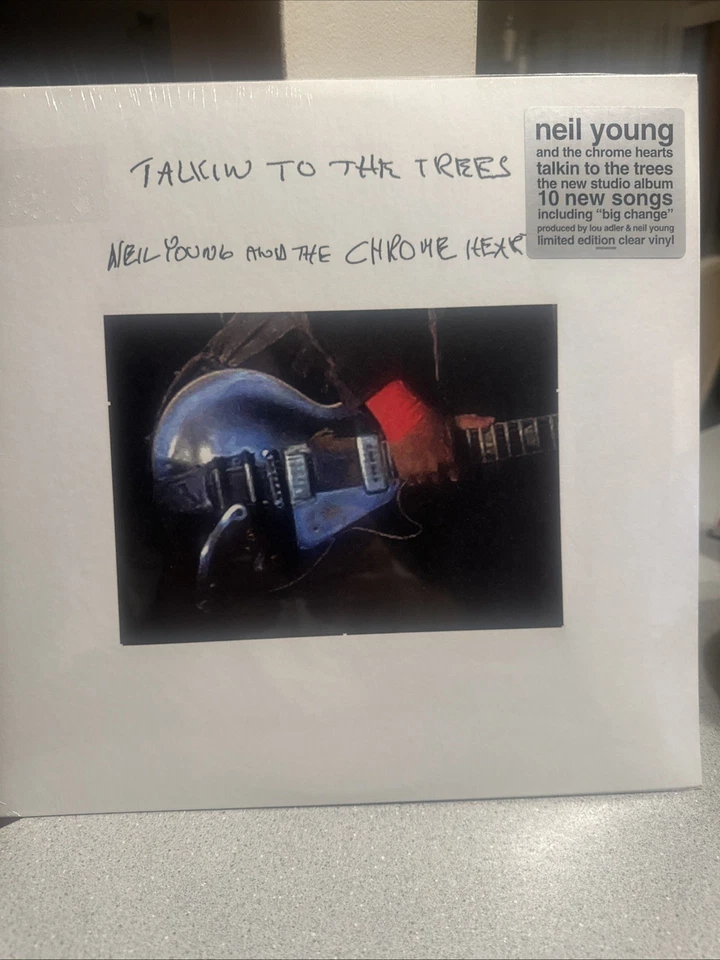 TALKIN TO THE TREES
NEIL YOUNG AND THE CHROME HEAR
neil young
and the chrome hearts
talkin to the trees
the new studio album
10 new songs
including “big change”
produced by lou adler & neil young
limited edition clear vinyl